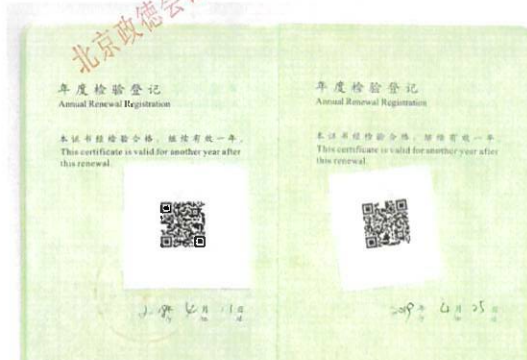 北京政德会
年度检验登记
Annual Renewal Registration
本证书经检验合格，继续有效一年。
This certificate is valid for another year after
this renewal.
年 月 日
年度检验登记
Annual Renewal Registration
本证书经检验合格，继续有效一年。
This certificate is valid for another year after
this renewal.
2019 年 4 月 25 日